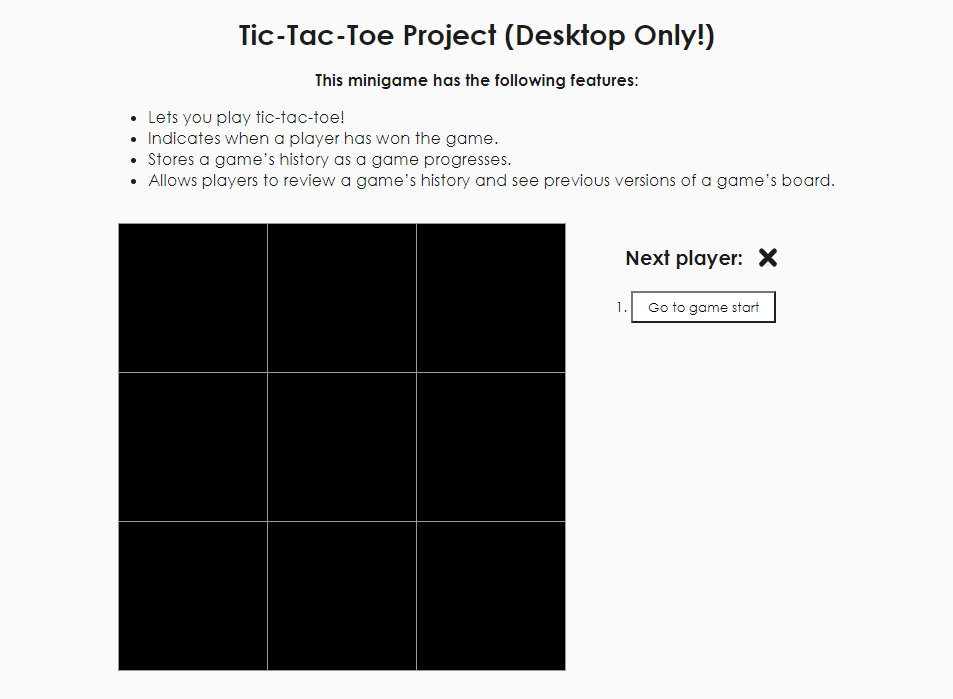 Tic-Tac-Toe Project (Desktop Only!)
This minigame has the following features:
Lets you play tic-tac-toe!
Indicates when a player has won the game.
Stores a game’s history as a game progresses.
Allows players to review a game’s history and see previous versions of a game’s board.
Next player:
1. Go to game start